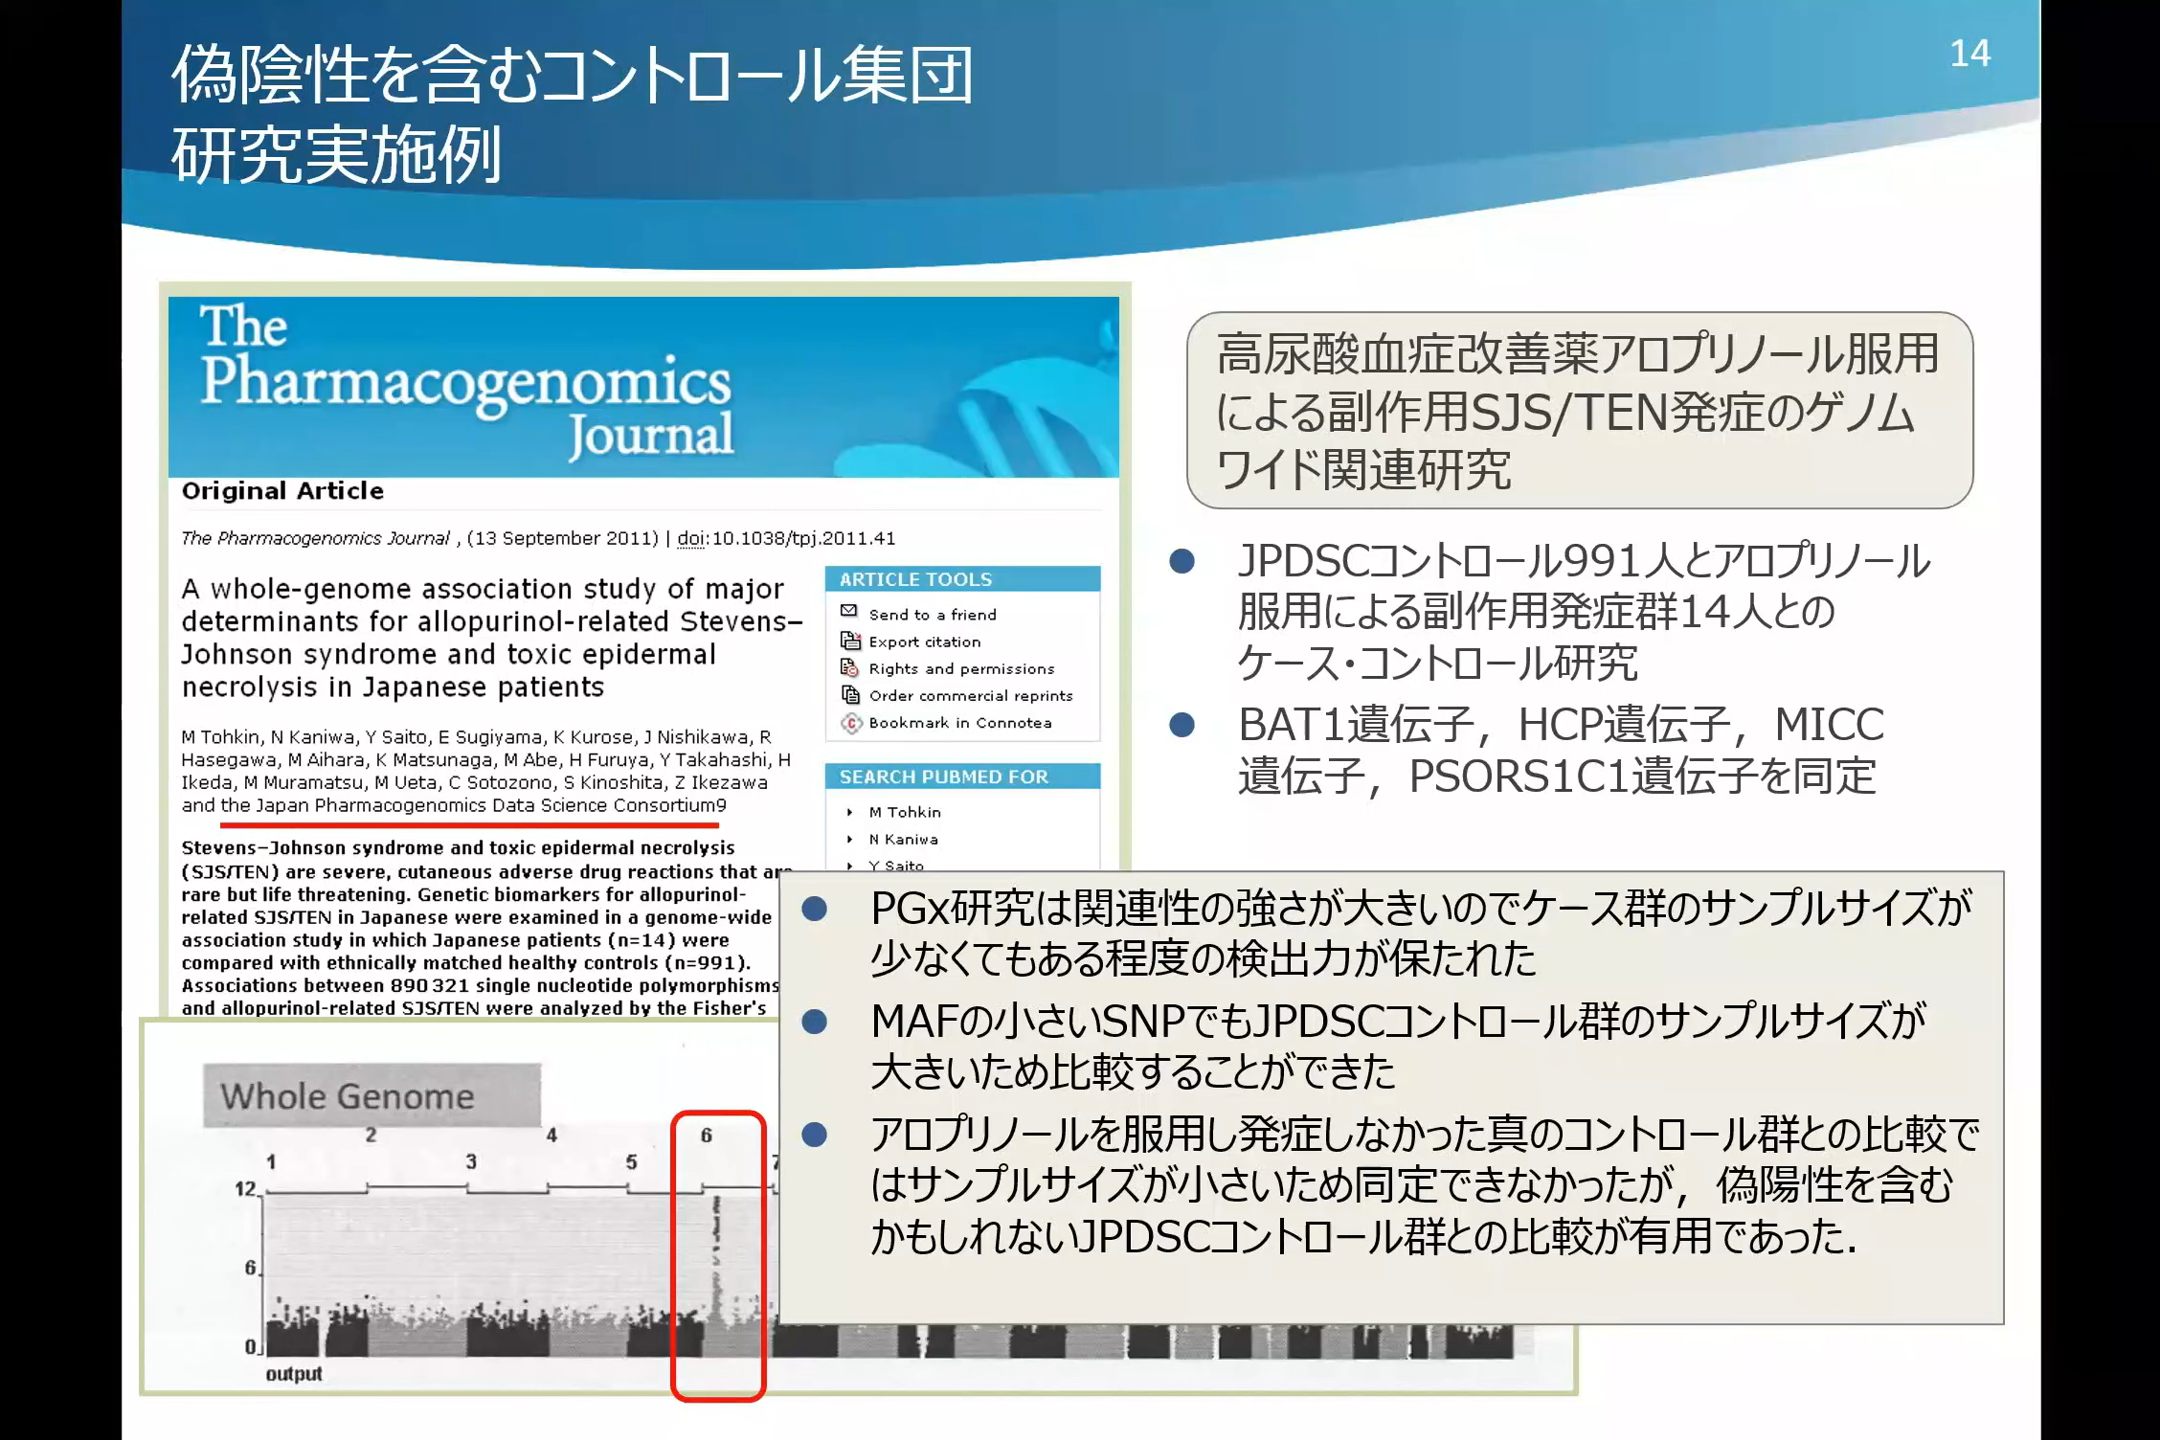 偽陰性を含むコントロール集団
研究実施例
14
The
Pharmacogenomics
Journal
Original Article
The Pharmacogenomics Journal , (13 September 2011) | doi:10.1038/tpj.2011.41
A whole-genome association study of major
determinants for allopurinol-related Stevens–
Johnson syndrome and toxic epidermal
necrolysis in Japanese patients
M Tohkin, N Kaniwa, Y Saito, E Sugiyama, K Kurose, J Nishikawa, R
Hasegawa, M Aihara, K Matsunaga, M Abe, H Furuya, Y Takahashi, H
Ikeda, M Muramatsu, M Ueta, C Sotozono, S Kinoshita, Z Ikezawa
and the Japan Pharmacogenomics Data Science Consortium9
Stevens–Johnson syndrome and toxic epidermal necrolysis
(SJS/TEN) are severe, cutaneous adverse drug reactions that are
rare but life threatening. Genetic biomarkers for allopurinol-
related SJS/TEN in Japanese were examined in a genome-wide
association study in which Japanese patients (n=14) were
compared with ethnically matched healthy controls (n=991).
Associations between 890 321 single nucleotide polymorphisms
and allopurinol-related SJS/TEN were analyzed by the Fisher's
ARTICLE TOOLS
Send to a friend
Export citation
Rights and permissions
Order commercial reprints
Bookmark in Connotea
SEARCH PUBMED FOR
M Tohkin
N Kaniwa
Y Saito
高尿酸血症改善薬アロプリノール服用
による副作用SJS/TEN発症のゲノム
ワイド関連研究
JPDSCコントロール991人とアロプリノール
服用による副作用発症群14人との
ケース・コントロール研究
BAT1遺伝子，HCP遺伝子，MICC
遺伝子，PSORS1C1遺伝子を同定
PGx研究は関連性の強さが大きいのでケース群のサンプルサイズが
少なくてもある程度の検出力が保たれた
MAFの小さいSNPでもJPDSCコントロール群のサンプルサイズが
大きいため比較することができた
アロプリノールを服用し発症しなかった真のコントロール群との比較で
はサンプルサイズが小さいため同定できなかったが，偽陽性を含む
かもしれないJPDSCコントロール群との比較が有用であった.
Whole Genome
2 4 6
1 3 5 7
12
6
0
output